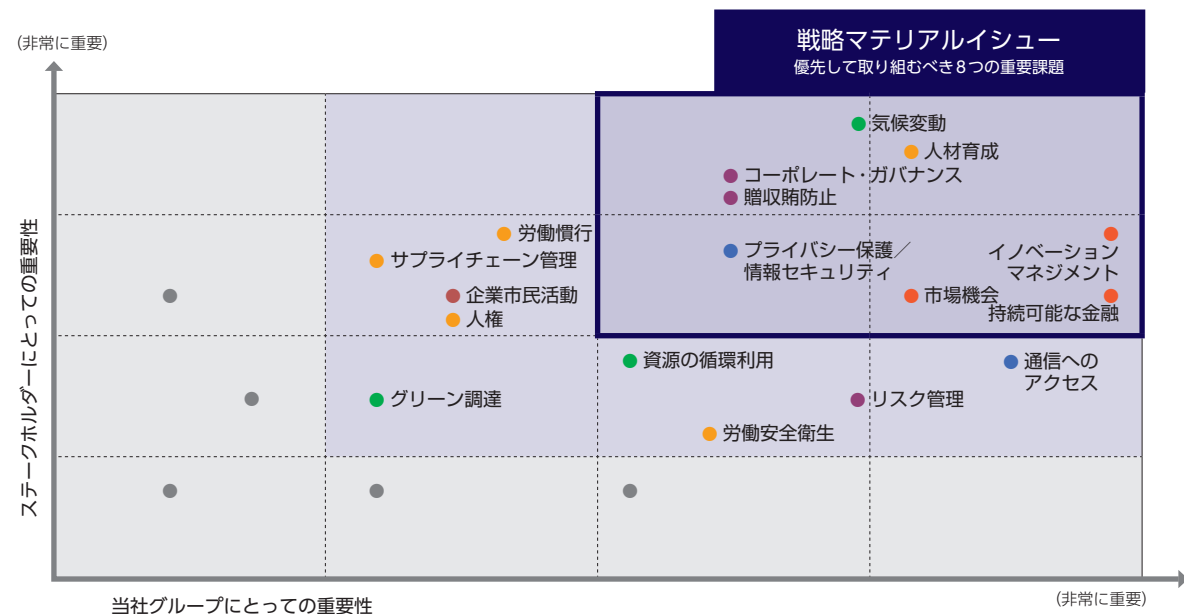 戦略マテリアルイシュー
優先して取り組むべき8つの重要課題
(非常に重要)
気候変動
人材育成
コーポレート・ガバナンス
贈収賄防止
労働慣行
サプライチェーン管理
プライバシー保護／
情報セキュリティ
イノベーション
マネジメント
企業市民活動
人権
市場機会
持続可能な金融
資源の循環利用
通信への
アクセス
グリーン調達
リスク管理
労働安全衛生
ステークホルダーにとっての重要性
当社グループにとっての重要性
(非常に重要)